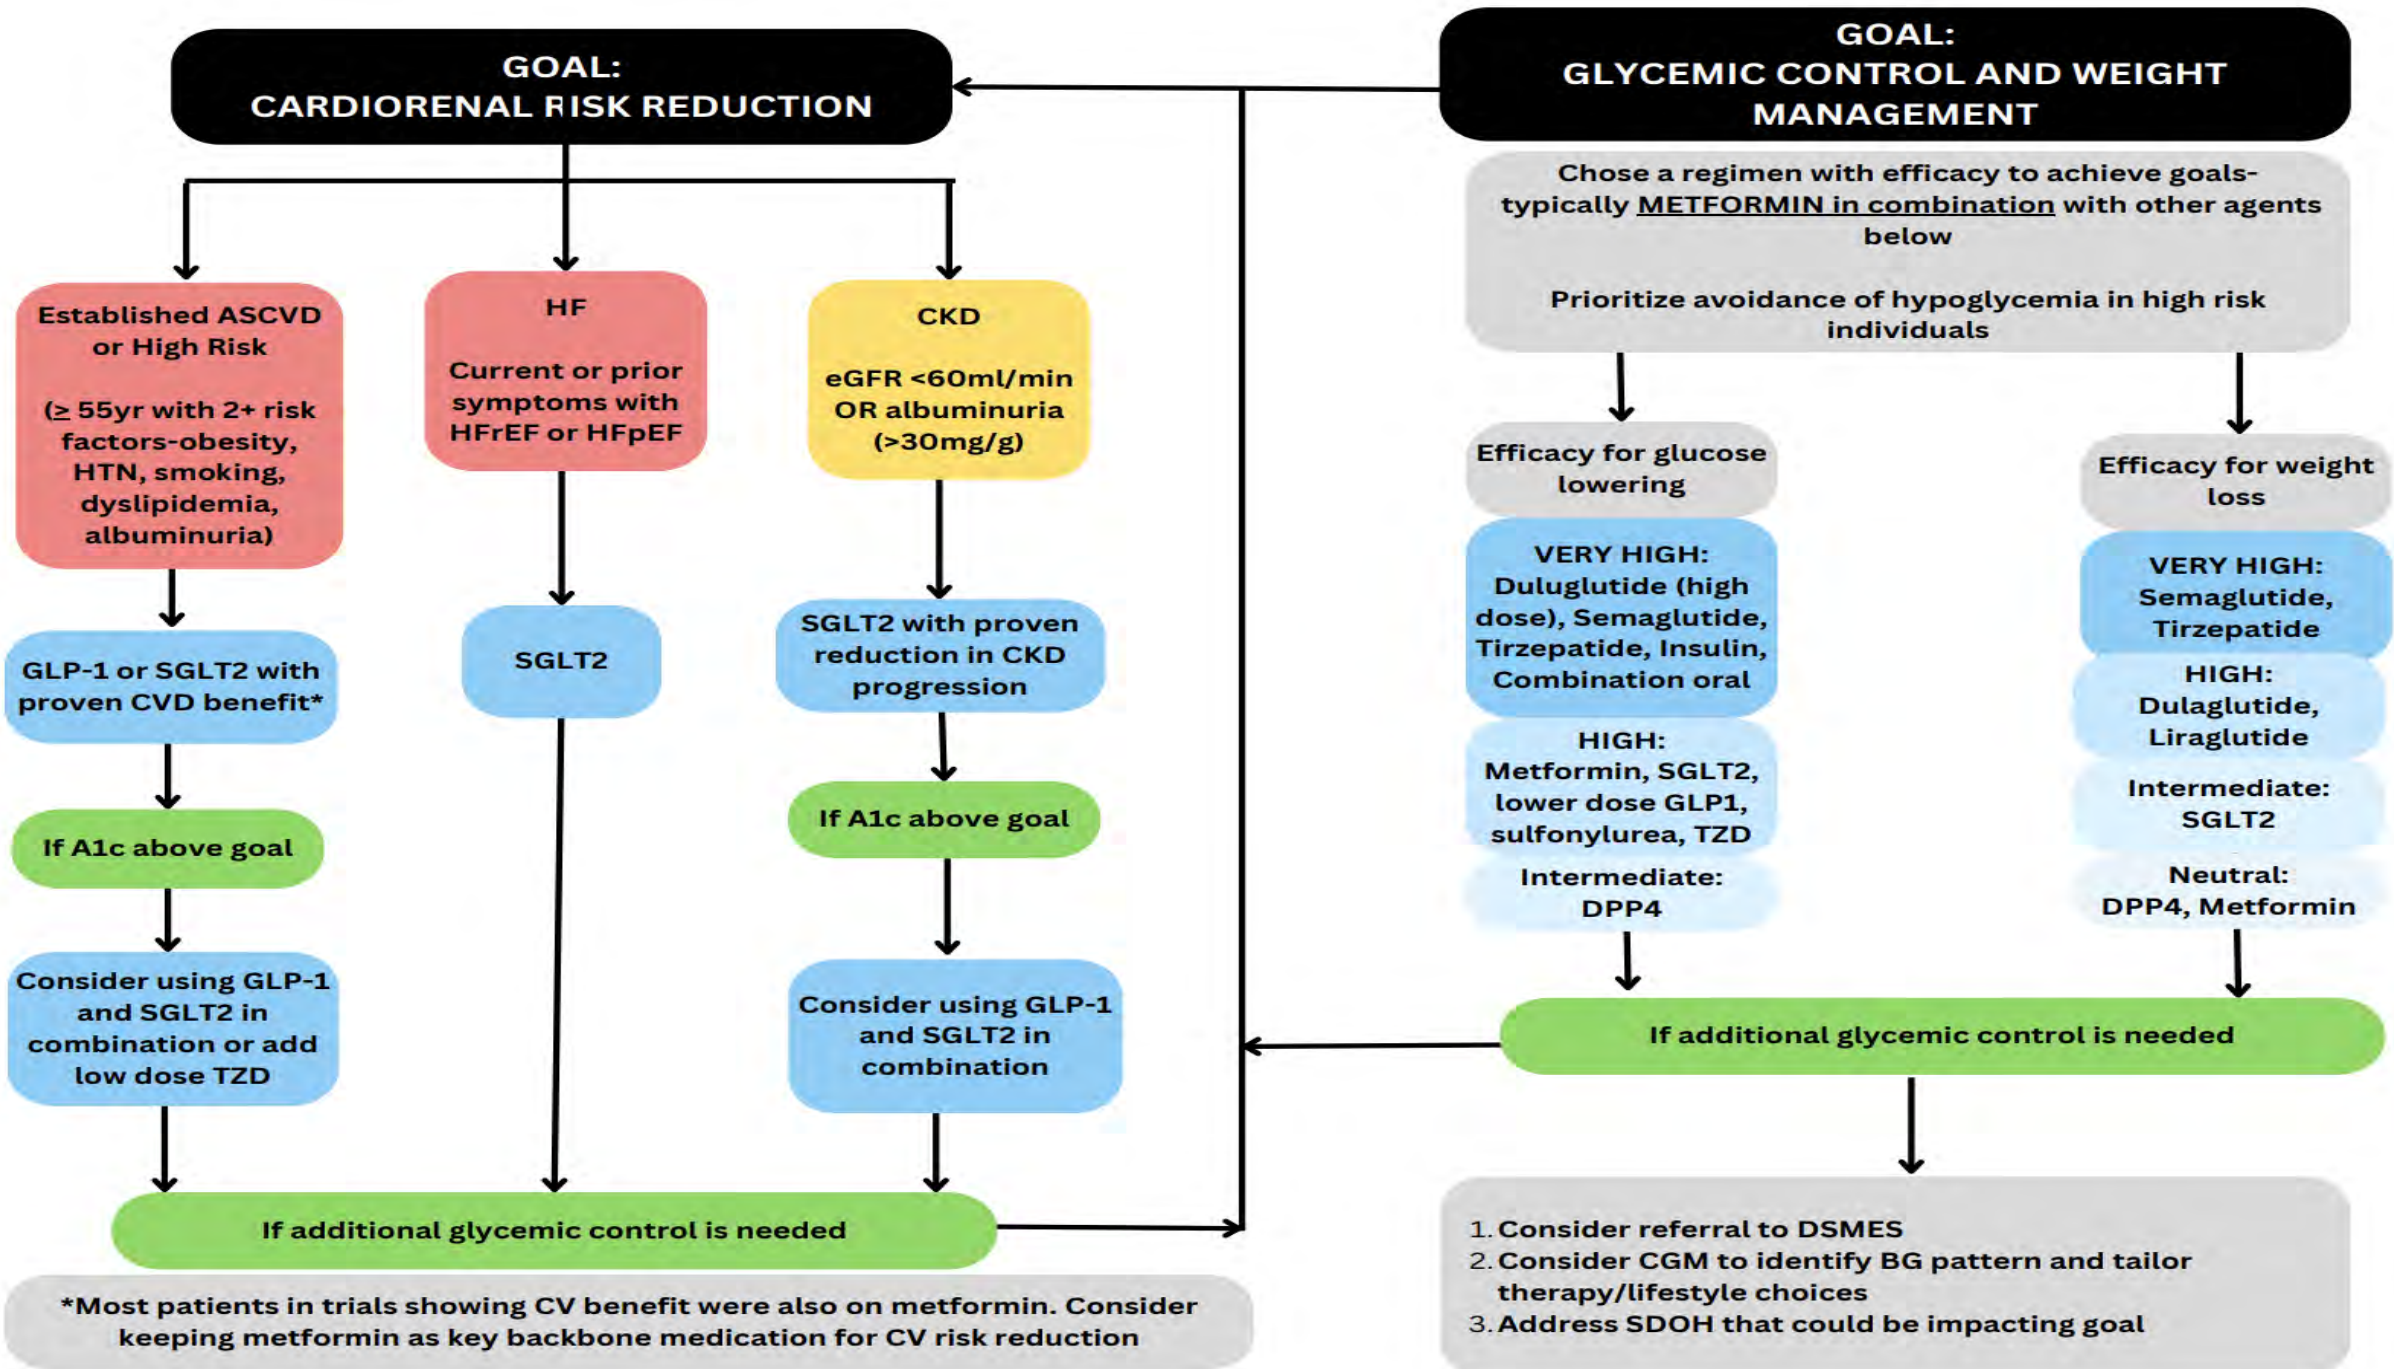 GOAL:
CARDIORENAL RISK REDUCTION
Established ASCVD
or High Risk
(≥ 55yr with 2+ risk
factors-obesity,
HTN, smoking,
dyslipidemia,
albuminuria)
GLP-1 or SGLT2 with
proven CVD benefit*
If A1c above goal
Consider using GLP-1
and SGLT2 in
combination or add
low dose TZD
HF
Current or prior
symptoms with
HFrEF or HFpEF
SGLT2
CKD
eGFR <60ml/min
OR albuminuria
(>30mg/g)
SGLT2 with proven
reduction in CKD
progression
If A1c above goal
Consider using GLP-1
and SGLT2 in
combination
If additional glycemic control is needed
*Most patients in trials showing CV benefit were also on metformin. Consider
keeping metformin as key backbone medication for CV risk reduction
GOAL:
GLYCEMIC CONTROL AND WEIGHT
MANAGEMENT
Chose a regimen with efficacy to achieve goals-
typically METFORMIN in combination with other agents
below
Prioritize avoidance of hypoglycemia in high risk
individuals
Efficacy for glucose
lowering
VERY HIGH:
Duluglutide (high
dose), Semaglutide,
Tirzepatide, Insulin,
Combination oral
HIGH:
Metformin, SGLT2,
lower dose GLP1,
sulfonylurea, TZD
Intermediate:
DPP4
Efficacy for weight
loss
VERY HIGH:
Semaglutide,
Tirzepatide
HIGH:
Dulaglutide,
Liraglutide
Intermediate:
SGLT2
Neutral:
DPP4, Metformin
If additional glycemic control is needed
1. Consider referral to DSMES
2. Consider CGM to identify BG pattern and tailor
therapy/lifestyle choices
3. Address SDOH that could be impacting goal